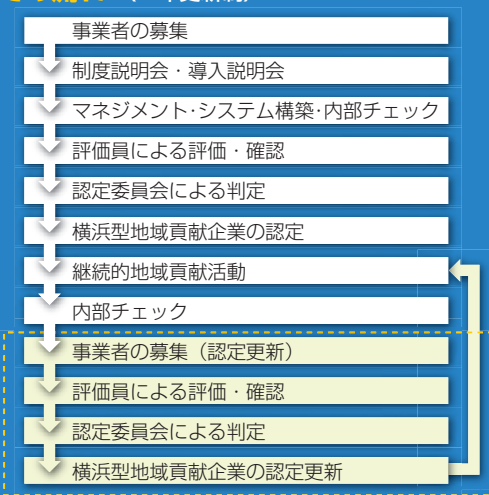 事業者の募集
制度説明会・導入説明会
マネジメント・システム構築・内部チェック
評価員による評価・確認
認定委員会による判定
横浜型地域貢献企業の認定
継続的地域貢献活動
内部チェック
事業者の募集（認定更新）
評価員による評価・確認
認定委員会による判定
横浜型地域貢献企業の認定更新